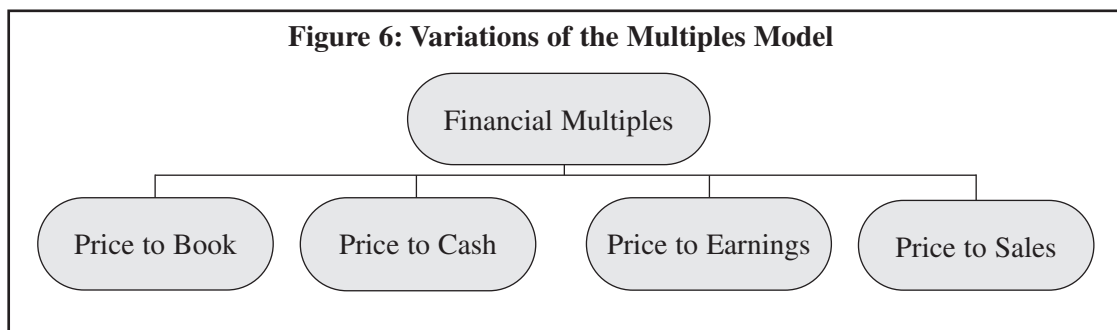 Figure 6: Variations of the Multiples Model
Financial Multiples
Price to Book
Price to Cash
Price to Earnings
Price to Sales